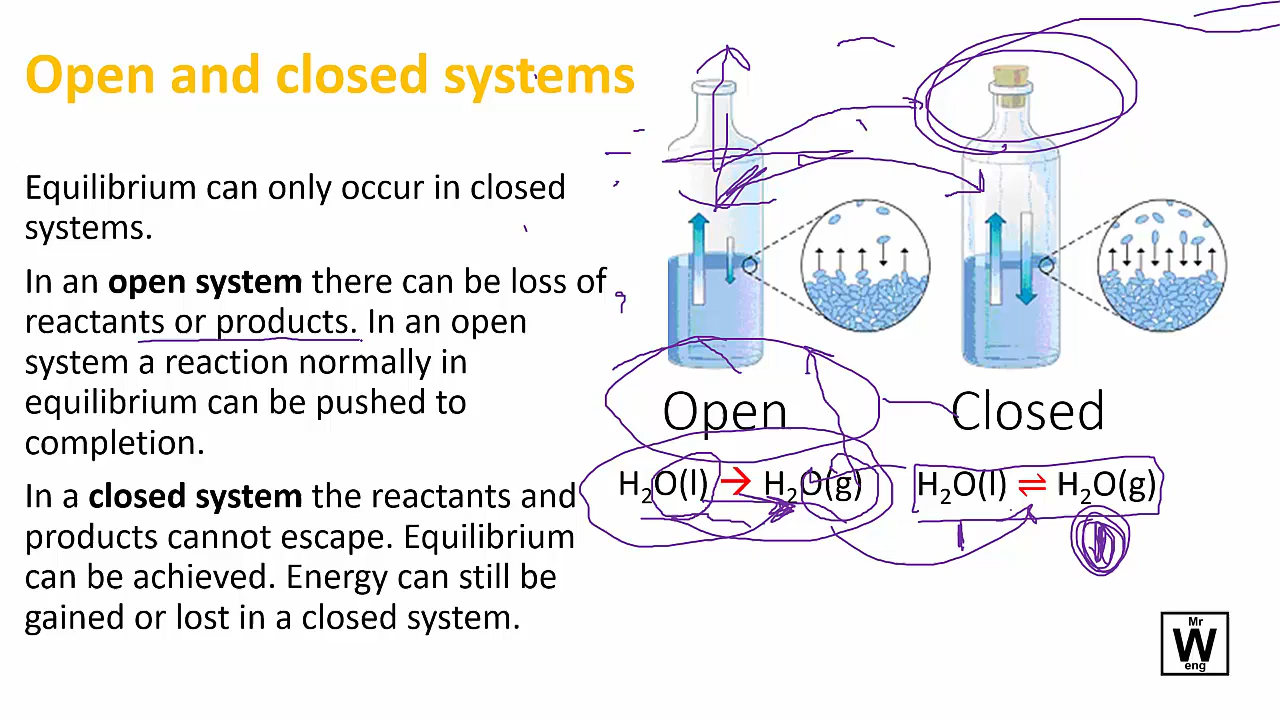 Open and closed systems
Equilibrium can only occur in closed
systems.
In an open system there can be loss of
reactants or products. In an open
system a reaction normally in
equilibrium can be pushed to
completion.
In a closed system the reactants and
products cannot escape. Equilibrium
can be achieved. Energy can still be
gained or lost in a closed system.
Open
Closed
H₂O(l) → H₂O(g)
H₂O(l) ⇌ H₂O(g)
Mr
W
eng